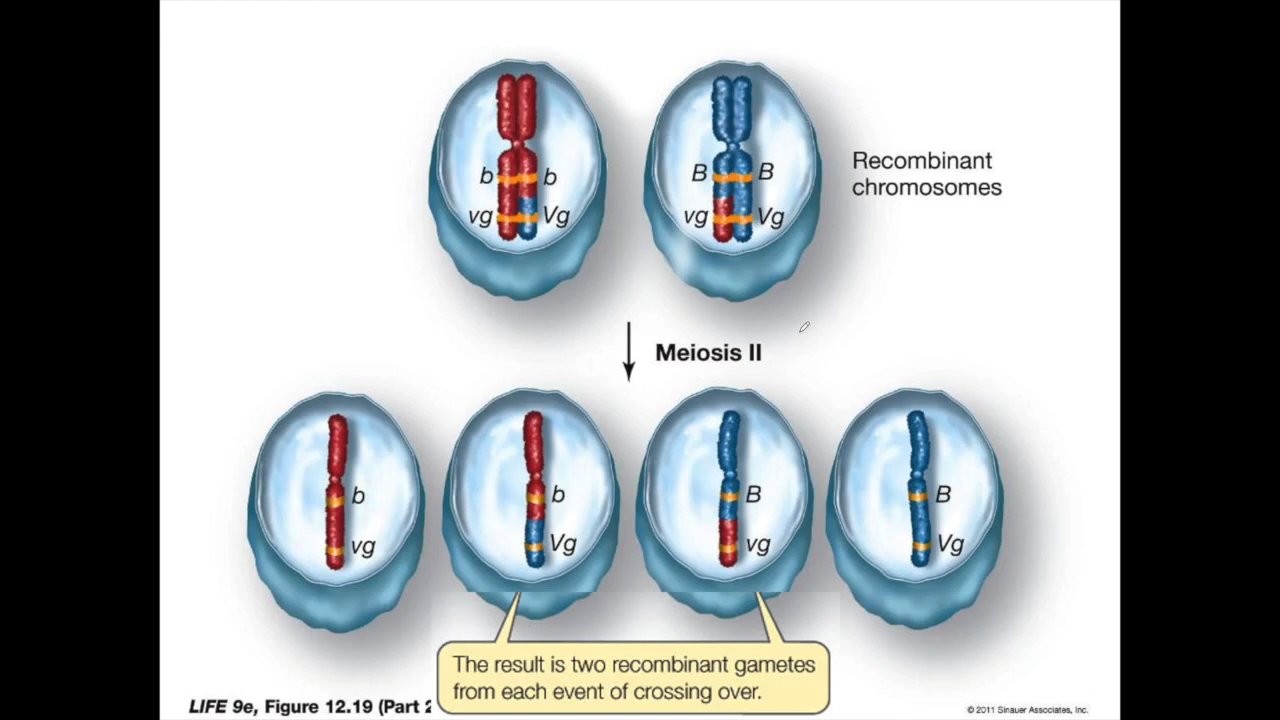 b b
vg Vg
B B
vg Vg
Recombinant
chromosomes
Meiosis II
b
vg
b
Vg
B
vg
B
Vg
The result is two recombinant gametes
from each event of crossing over.
LIFE 9e, Figure 12.19 (Part 2
© 2011 Sinauer Associates, Inc.